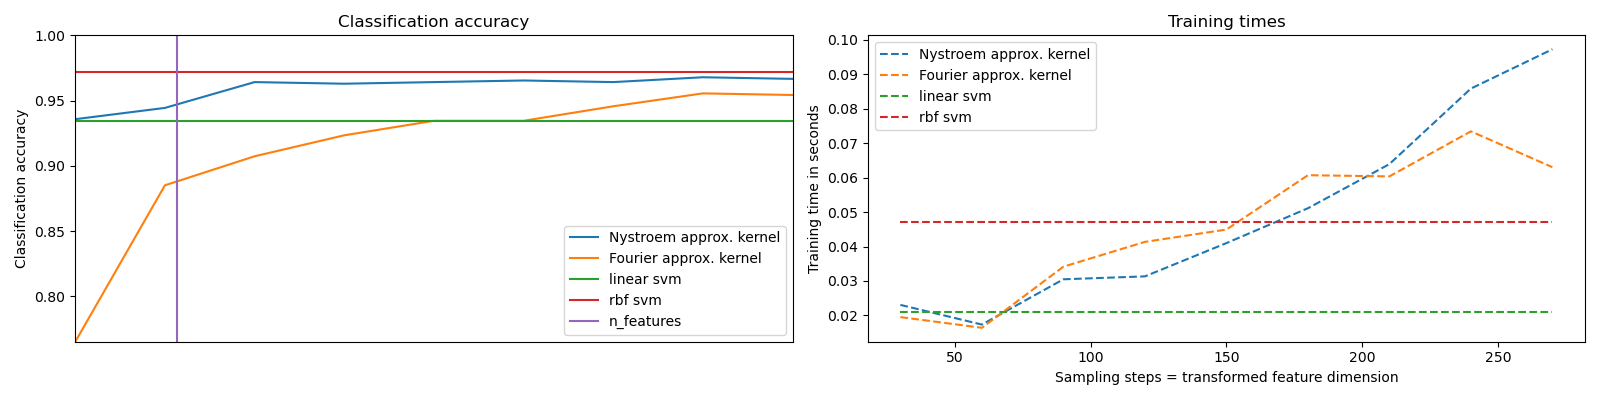 Classification accuracy
Classification accuracy
1.00
0.95
0.90
0.85
0.80
Nystroem approx. kernel
Fourier approx. kernel
linear svm
rbf svm
n_features
Training times
Training time in seconds
0.10
0.09
0.08
0.07
0.06
0.05
0.04
0.03
0.02
Nystroem approx. kernel
Fourier approx. kernel
linear svm
rbf svm
50
100
150
200
250
Sampling steps = transformed feature dimension